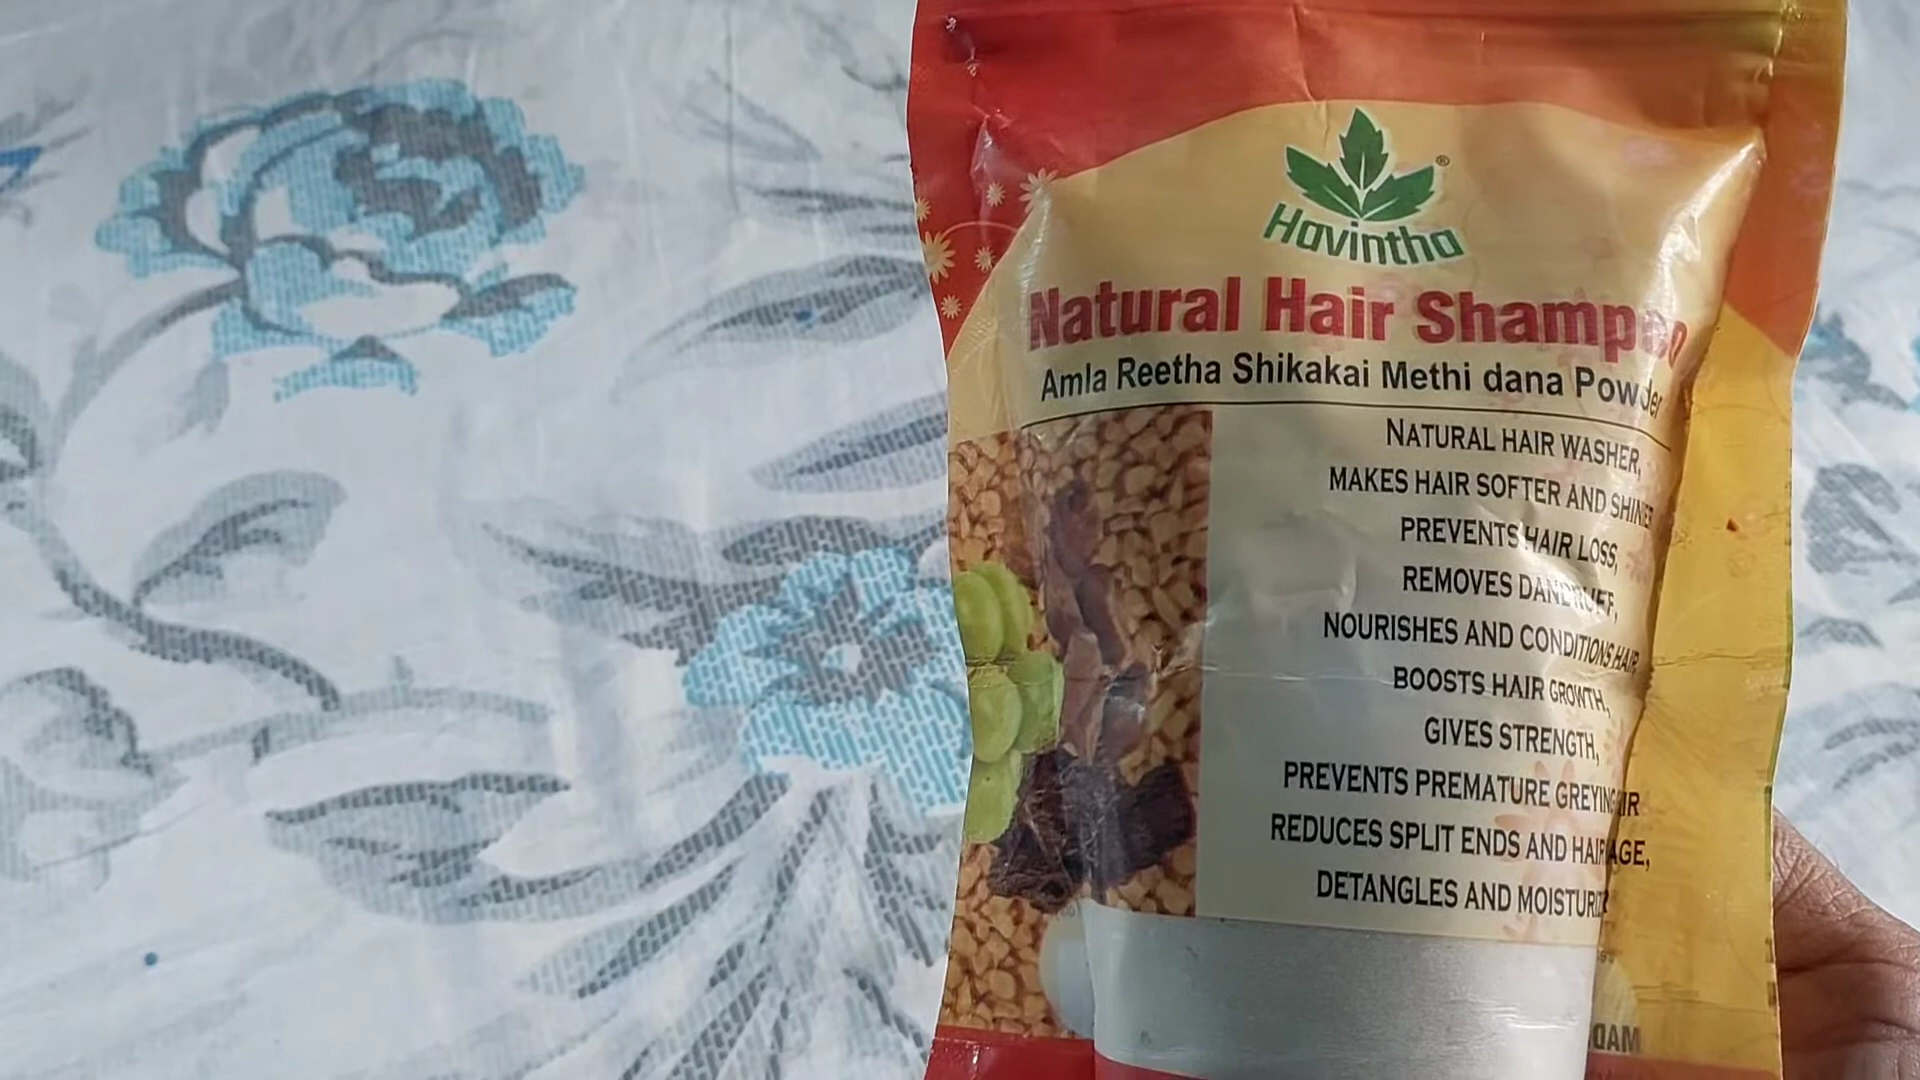 Havintha
Natural Hair Shampoo
Amla Reetha Shikakai Methi dana Powder
NATURAL HAIR WASHER,
MAKES HAIR SOFTER AND SHINIER
PREVENTS HAIR LOSS,
REMOVES DANDRUFF,
NOURISHES AND CONDITIONS HAIR,
BOOSTS HAIR GROWTH,
GIVES STRENGTH,
PREVENTS PREMATURE GREYING
REDUCES SPLIT ENDS AND
DETANGLES AND